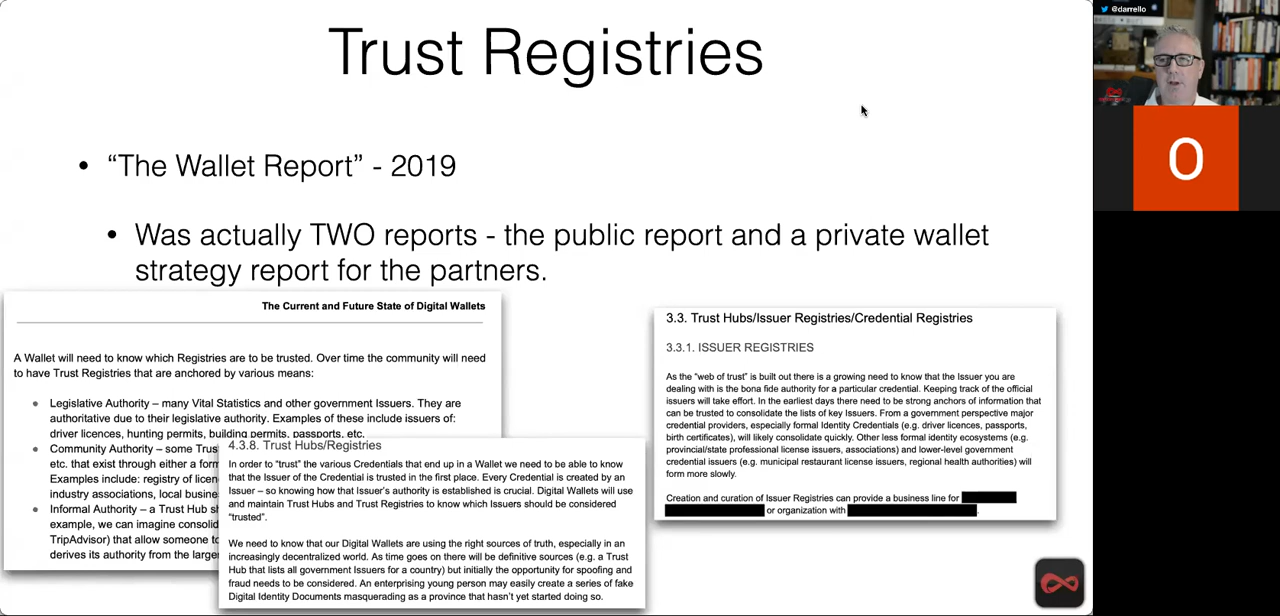 Trust Registries
• “The Wallet Report” - 2019
• Was actually TWO reports - the public report and a private wallet
strategy report for the partners.
The Current and Future State of Digital Wallets
A Wallet will need to know which Registries are to be trusted. Over time the community will need
to have Trust Registries that are anchored by various means:
• Legislative Authority – many Vital Statistics and other government Issuers. They are
authoritative due to their legislative authority. Examples of these include issuers of:
driver licences, hunting permits, building permits, passports, etc.
• Community Authority – some Trus
etc. that exist through either a form
Examples include: registry of licen
industry associations, local busine
• Informal Authority – a Trust Hub sh
example, we can imagine consolid
TripAdvisor) that allow someone to
derives its authority from the large
4.3.8. Trust Hubs/Registries
In order to “trust” the various Credentials that end up in a Wallet we need to be able to know
that the Issuer of the Credential is trusted in the first place. Every Credential is created by an
Issuer – so knowing how that Issuer's authority is established is crucial. Digital Wallets will use
and maintain Trust Hubs and Trust Registries to know which Issuers should be considered
“trusted”.
We need to know that our Digital Wallets are using the right sources of truth, especially in an
increasingly decentralized world. As time goes on there will be definitive sources (e.g. a Trust
Hub that lists all government Issuers for a country) but initially the opportunity for spoofing and
fraud needs to be considered. An enterprising young person may easily create a series of fake
Digital Identity Documents masquerading as a province that hasn't yet started doing so.
3.3. Trust Hubs/Issuer Registries/Credential Registries
3.3.1. ISSUER REGISTRIES
As the “web of trust” is built out there is a growing need to know that the Issuer you are
dealing with is the bona fide authority for a particular credential. Keeping track of the official
issuers will take effort. In the earliest days there need to be strong anchors of information that
can be trusted to consolidate the lists of key Issuers. From a government perspective major
credential providers, especially formal Identity Credentials (e.g. driver licences, passports,
birth certificates), will likely consolidate quickly. Other less formal identity ecosystems (e.g.
provincial/state professional license issuers, associations) and lower-level government
credential issuers (e.g. municipal restaurant license issuers, regional health authorities) will
form more slowly.
Creation and curation of Issuer Registries can provide a business line for
or organization with .
@darrello
O